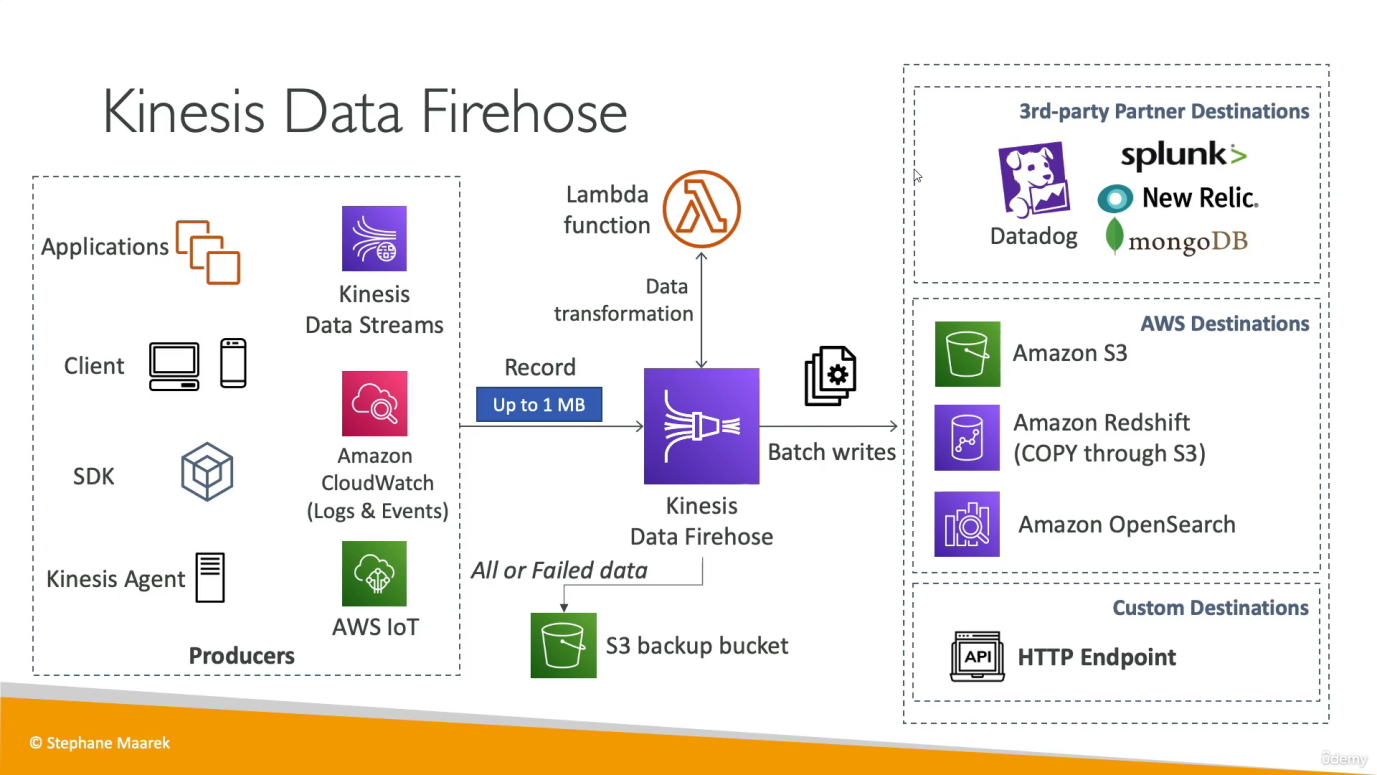 Kinesis Data Firehose
Applications
Kinesis
Data Streams
Client
Amazon
CloudWatch
(Logs & Events)
SDK
Kinesis Agent
AWS IoT
Producers
Record
Up to 1 MB
Lambda
function
Data
transformation
Kinesis
Data Firehose
All or Failed data
S3 backup bucket
Batch writes
3rd-party Partner Destinations
Datadog
splunk>
New Relic.
mongoDB
AWS Destinations
Amazon S3
Amazon Redshift
(COPY through S3)
Amazon OpenSearch
Custom Destinations
API
HTTP Endpoint
© Stephane Maarek
ûdemy